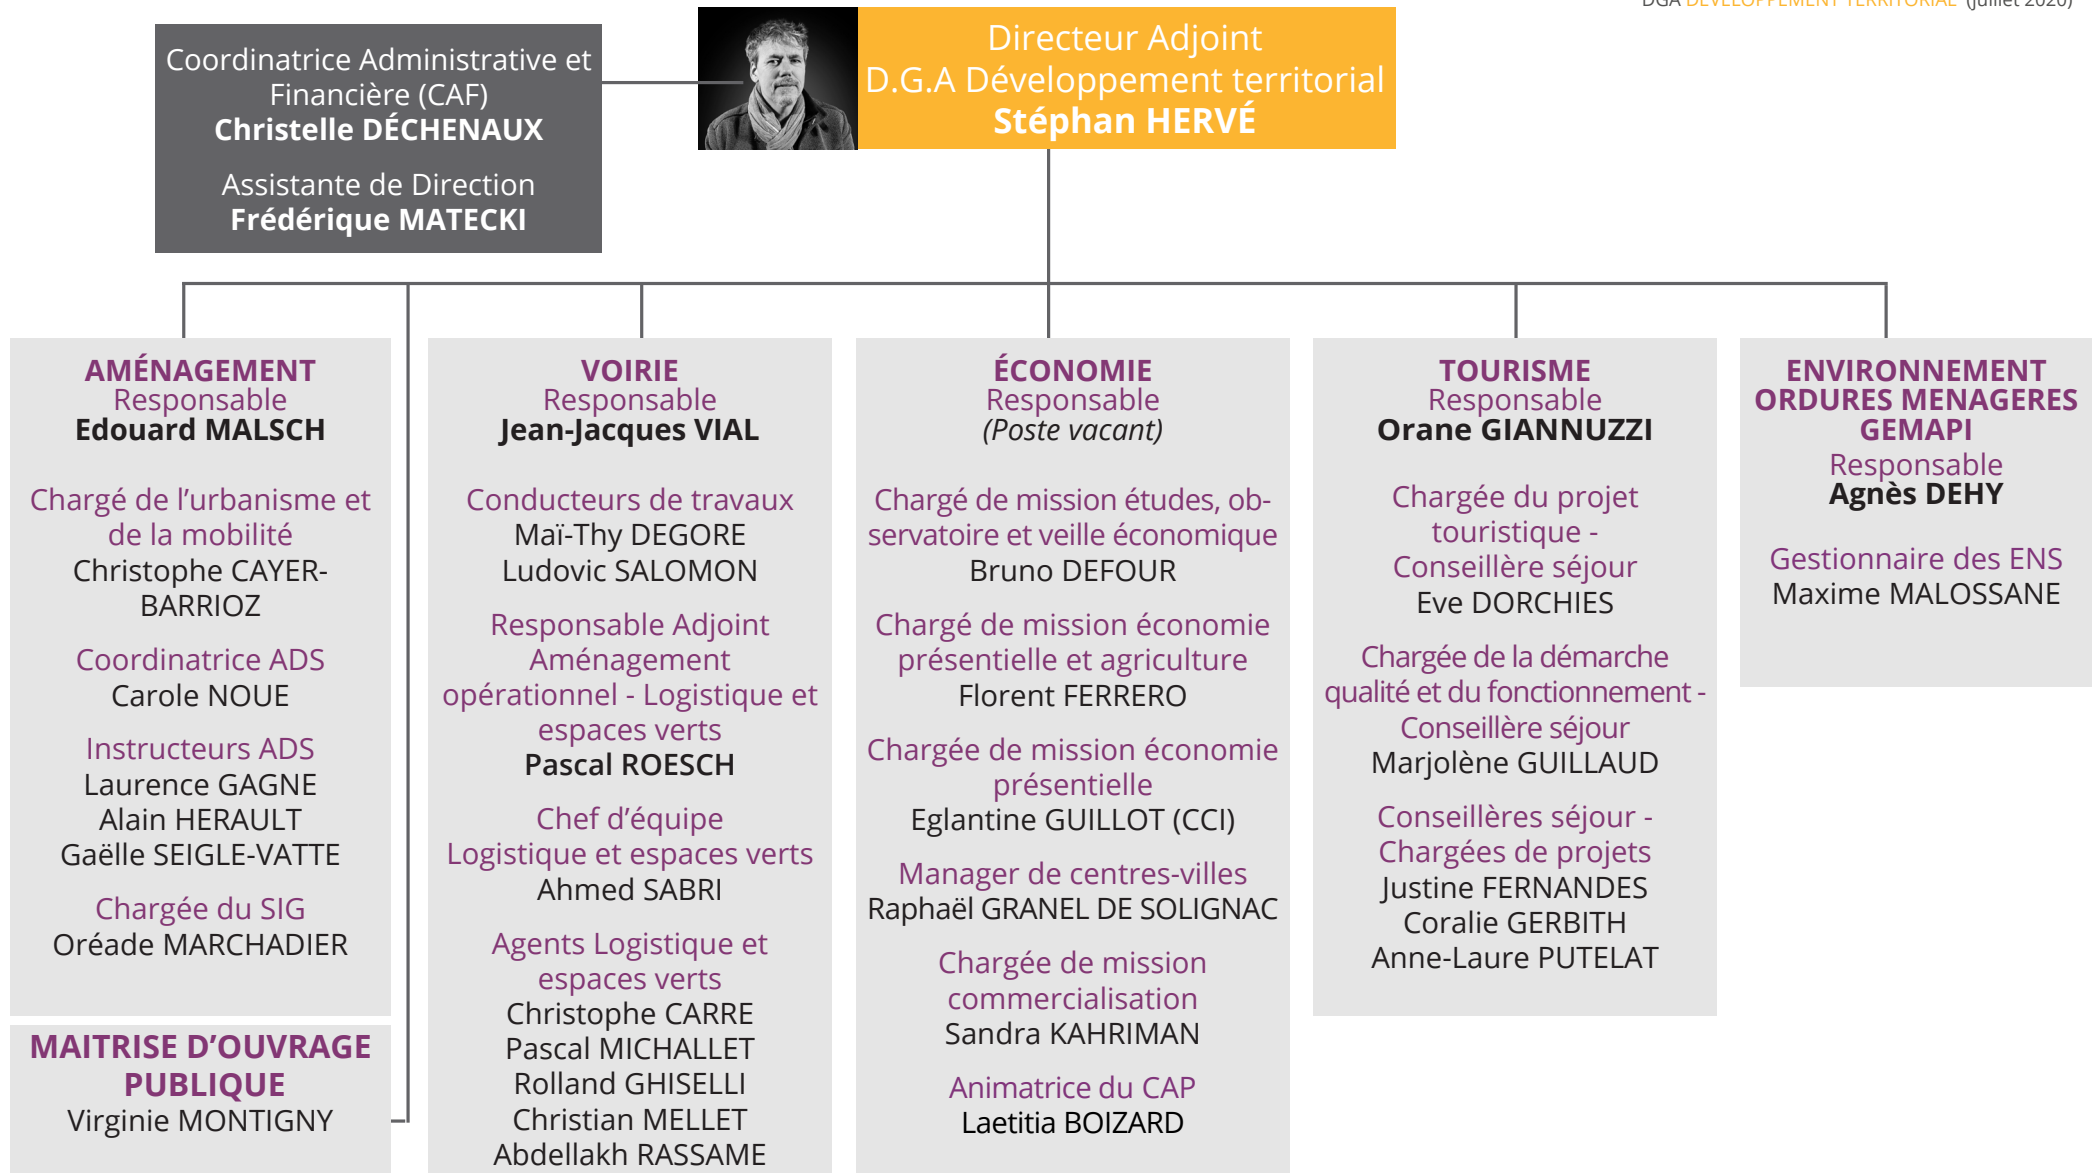 DGA DÉVELOPPEMENT TERRITORIAL (juillet 2020)
Coordinatrice Administrative et
Financière (CAF)
Christelle DÉCHENAUX
Assistante de Direction
Frédérique MATECKI
Directeur Adjoint
D.G.A Développement territorial
Stéphan HERVÉ
AMÉNAGEMENT
Responsable
Edouard MALSCH
Chargé de l’urbanisme et
de la mobilité
Christophe CAYER-
BARRIOZ
Coordinatrice ADS
Carole NOUE
Instructeurs ADS
Laurence GAGNE
Alain HERAULT
Gaëlle SEIGLE-VATTE
Chargée du SIG
Oréade MARCHADIER
MAITRISE D’OUVRAGE
PUBLIQUE
Virginie MONTIGNY
VOIRIE
Responsable
Jean-Jacques VIAL
Conducteurs de travaux
Maï-Thy DEGORE
Ludovic SALOMON
Responsable Adjoint
Aménagement
opérationnel - Logistique et
espaces verts
Pascal ROESCH
Chef d’équipe
Logistique et espaces verts
Ahmed SABRI
Agents Logistique et
espaces verts
Christophe CARRE
Pascal MICHALLET
Rolland GHISELLI
Christian MELLET
Abdellakh RASSAME
ÉCONOMIE
Responsable
(Poste vacant)
Chargé de mission études, ob-
servatoire et veille économique
Bruno DEFOUR
Chargé de mission économie
présentielle et agriculture
Florent FERRERO
Chargée de mission économie
présentielle
Eglantine GUILLOT (CCI)
Manager de centres-villes
Raphaël GRANEL DE SOLIGNAC
Chargée de mission
commercialisation
Sandra KAHRIMAN
Animatrice du CAP
Laetitia BOIZARD
TOURISME
Responsable
Orane GIANNUZZI
Chargée du projet
touristique -
Conseillère séjour
Eve DORCHIES
Chargée de la démarche
qualité et du fonctionnement -
Conseillère séjour
Marjolène GUILLAUD
Conseillères séjour -
Chargées de projets
Justine FERNANDES
Coralie GERBITH
Anne-Laure PUTELAT
ENVIRONNEMENT
ORDURES MENAGERES
GEMAPI
Responsable
Agnès DEHY
Gestionnaire des ENS
Maxime MALOSSANE